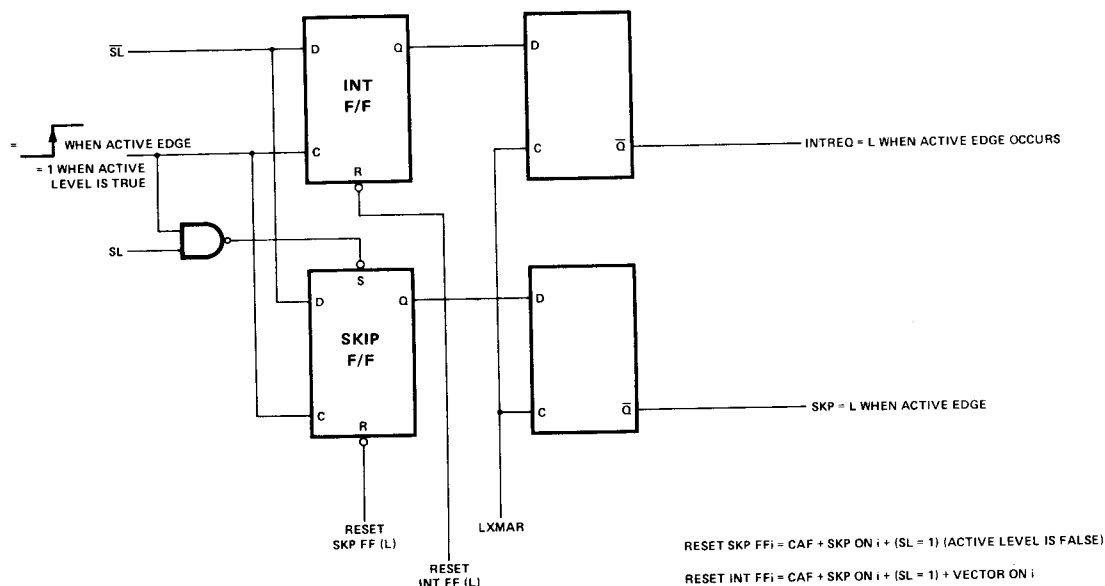 SL
D
Q
INT
F/F
C
R
D
C
Q
INTREQ = L WHEN ACTIVE EDGE OCCURS
=
WHEN ACTIVE EDGE
= 1 WHEN ACTIVE
LEVEL IS TRUE
SL
S
D
Q
SKIP
F/F
C
R
D
C
Q
SKP = L WHEN ACTIVE EDGE
RESET
SKP FF (L)
LXMAR
RESET
INT FF (L)
RESET SKP FFi = CAF + SKP ON i + (SL = 1) (ACTIVE LEVEL IS FALSE)
RESET INT FFi = CAF + SKP ON i + (SL = 1) + VECTOR ON i